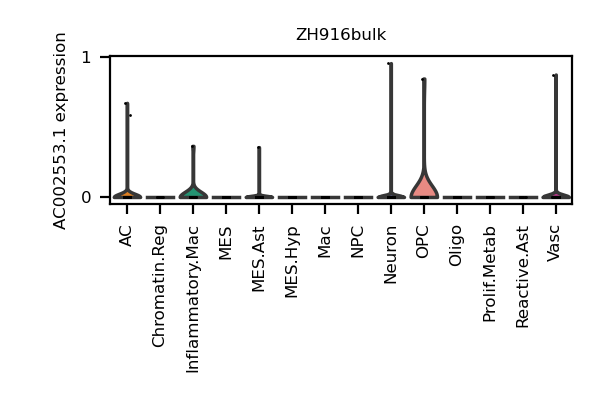 ZH916bulk
AC002553.1 expression
1
0
AC
Chromatin.Reg
Inflammatory.Mac
MES
MES.Ast
MES.Hyp
Mac
NPC
Neuron
OPC
Oligo
Prolif.Metab
Reactive.Ast
Vasc